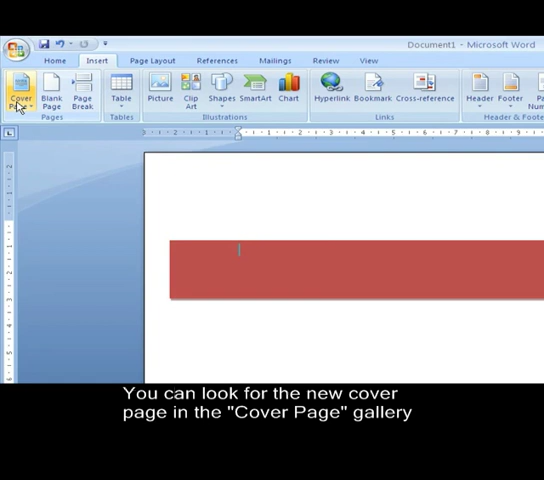 Document1 - Microsoft Word
Home Insert Page Layout References Mailings Review View
Cover Page Blank Page Page Break Table Picture Clip Art Shapes SmartArt Chart Hyperlink Bookmark Cross-reference Header Footer
Pages Tables Illustrations Links Header & Foote
You can look for the new cover
page in the "Cover Page" gallery